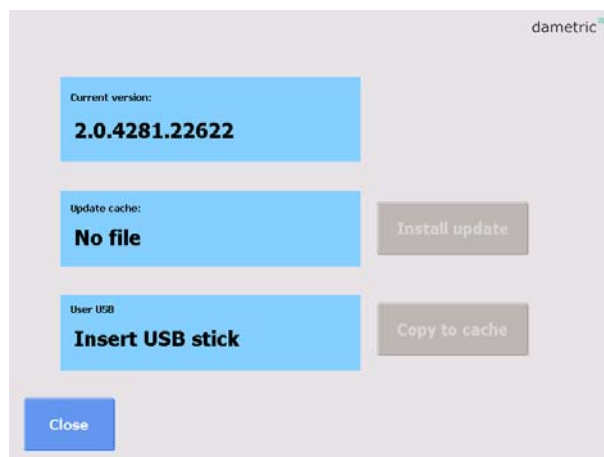 dametric
Current version:
2.0.4281.22622
Update cache:
No file
Install update
User USB
Insert USB stick
Copy to cache
Close